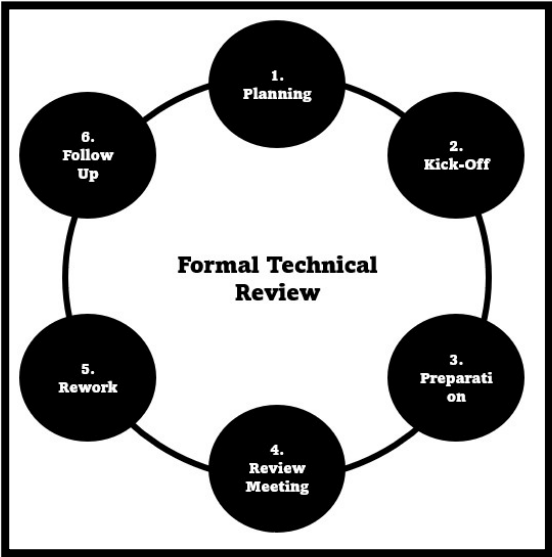 1.
Planning
2.
Kick-Off
3.
Preparati
on
4.
Review
Meeting
5.
Rework
6.
Follow
Up
Formal Technical
Review